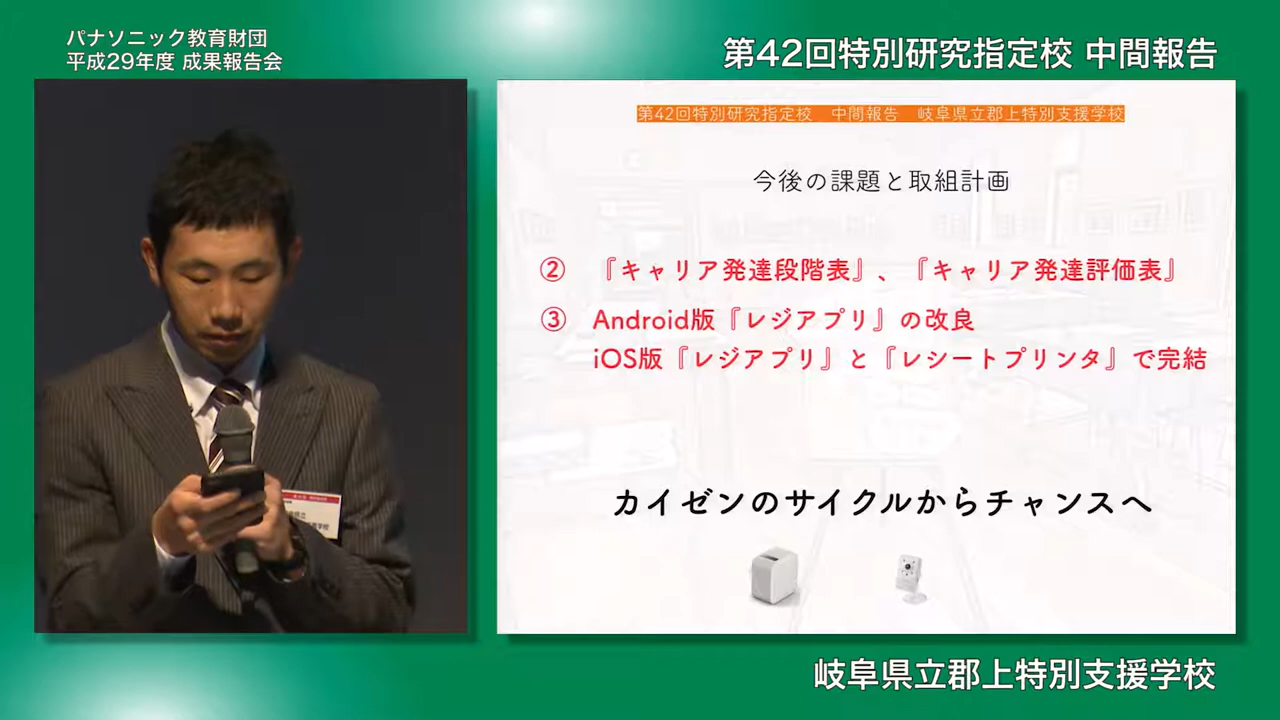 パナソニック教育財団
平成29年度 成果報告会
第42回特別研究指定校 中間報告
第42回特別研究指定校 中間報告 岐阜県立郡上特別支援学校
今後の課題と取組計画
② 『キャリア発達段階表』、『キャリア発達評価表』
③ Android版『レジアプリ』の改良
iOS版『レジアプリ』と『レシートプリンタ』で完結
カイゼンのサイクルからチャンスへ
岐阜県立郡上特別支援学校